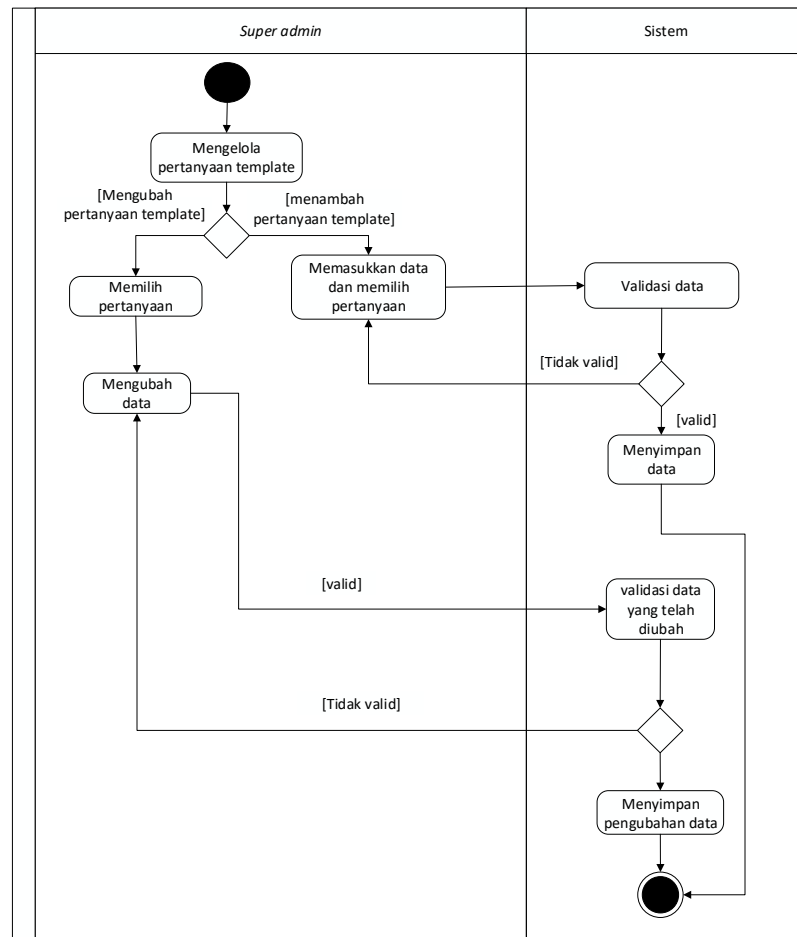 Super admin
Sistem
Mengelola
pertanyaan template
[Mengubah
pertanyaan template]
[menambah
pertanyaan template]
Memilih
pertanyaan
Memasukkan data
dan memilih
pertanyaan
Validasi data
[Tidak valid]
Mengubah
data
[valid]
Menyimpan
data
[valid]
validasi data
yang telah
diubah
[Tidak valid]
Menyimpan
pengubahan data